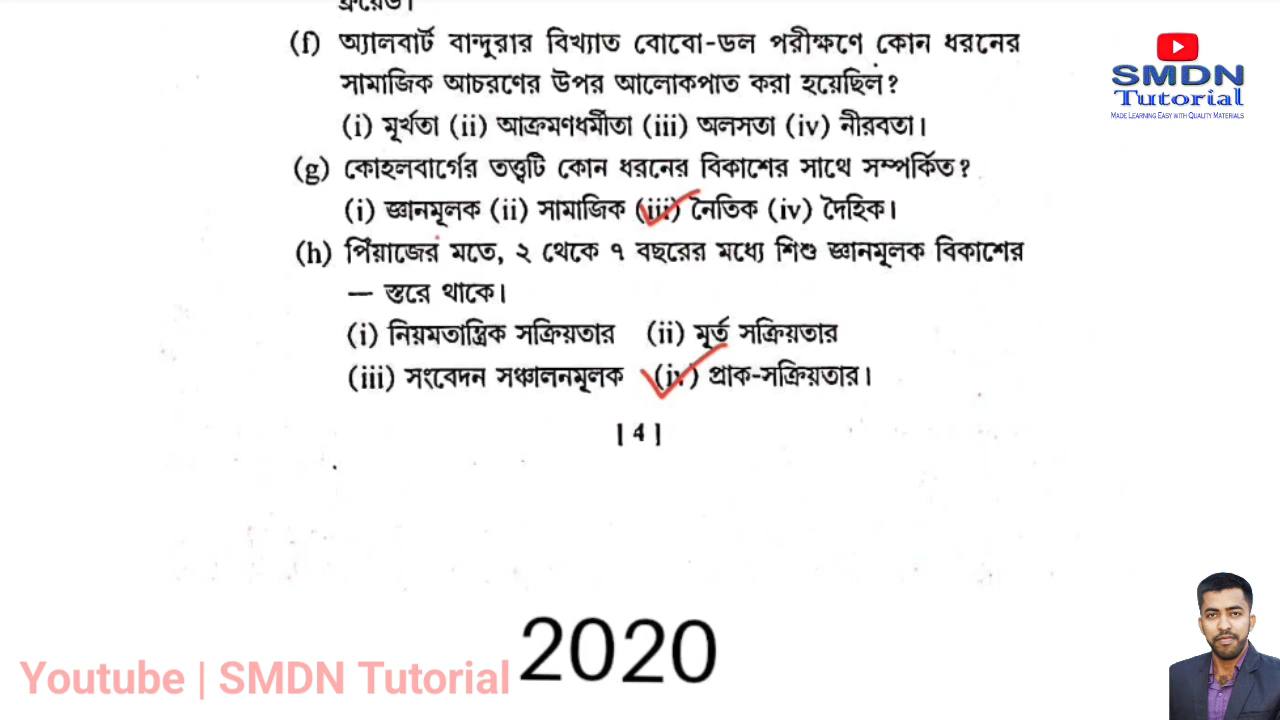 ফ্রয়েড।
(f) অ্যালবার্ট বান্দুরার বিখ্যাত বোবো-ডল পরীক্ষণে কোন ধরনের
সামাজিক আচরণের উপর আলোকপাত করা হয়েছিল?
(i) মূর্খতা (ii) আক্রমণধর্মীতা (iii) অলসতা (iv) নীরবতা।
(g) কোহলবার্গের তত্ত্বটি কোন ধরনের বিকাশের সাথে সম্পর্কিত?
(i) জ্ঞানমূলক (ii) সামাজিক (iii) নৈতিক (iv) দৈহিক।
(h) পিঁয়াজের মতে, ২ থেকে ৭ বছরের মধ্যে শিশু জ্ঞানমূলক বিকাশের
— স্তরে থাকে।
(i) নিয়মতান্ত্রিক সক্রিয়তার (ii) মূর্ত সক্রিয়তার
(iii) সংবেদন সঞ্চালনমূলক (iv) প্রাক-সক্রিয়তার।
[ 4 ]
2020
Youtube | SMDN Tutorial
SMDN
Tutorial
MADE LEARNING EASY WITH QUALITY MATERIALS